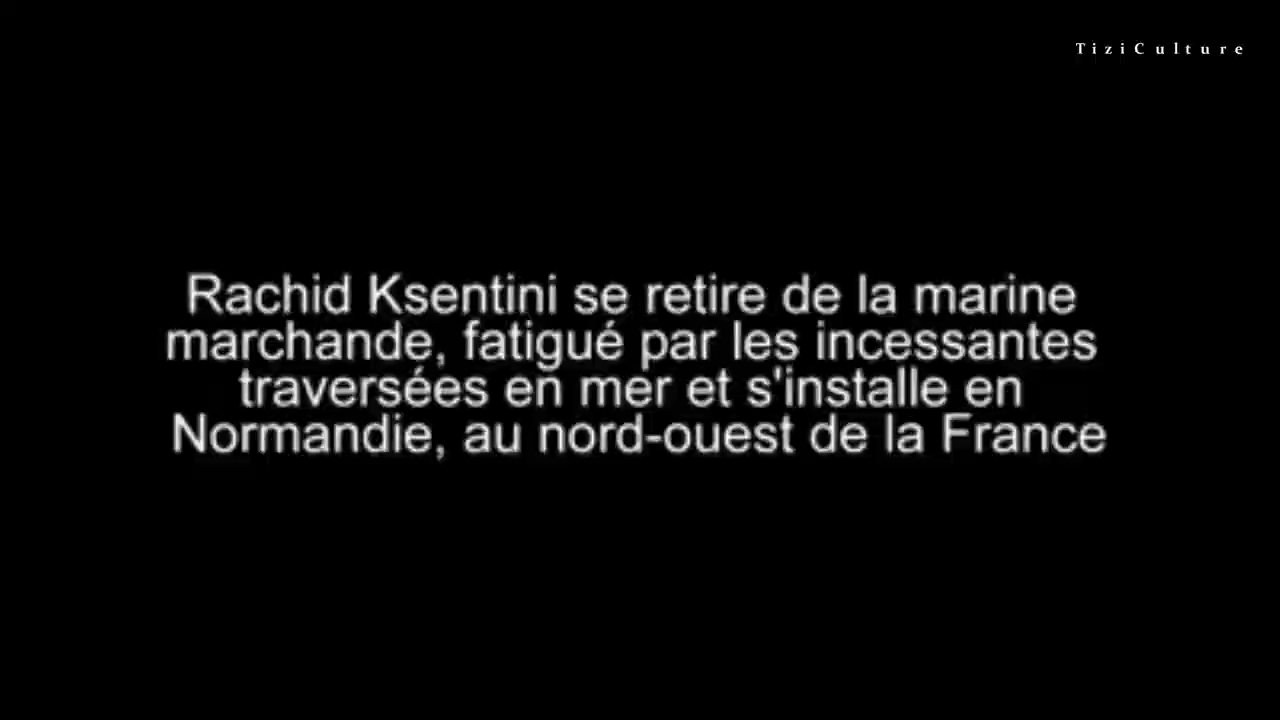 TiziCulture
Rachid Ksentini se retire de la marine
marchande, fatigué par les incessantes
traversées en mer et s'installe en
Normandie, au nord-ouest de la France